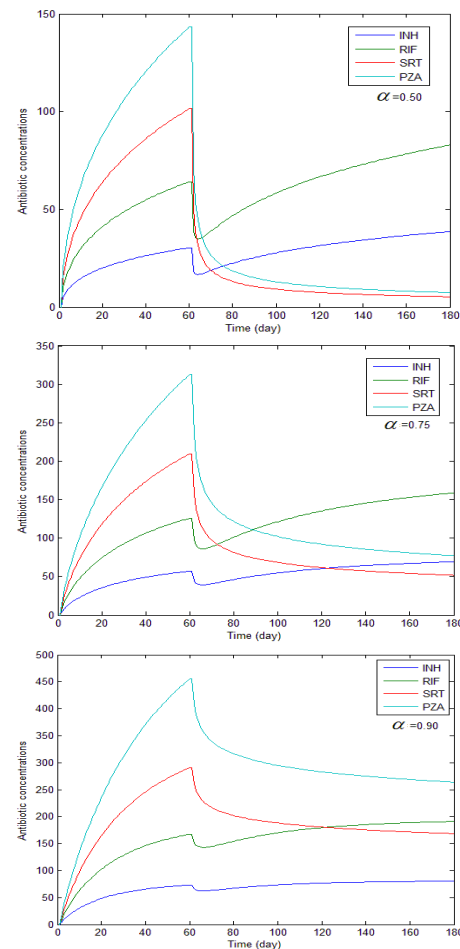 150
100
50
0
Antibiotic concentrations
INH
RIF
SRT
PZA
α =0.50
0 20 40 60 80 100 120 140 160 180
Time (day)
350
300
250
200
150
100
50
0
Antibiotic concentrations
INH
RIF
SRT
PZA
α =0.75
0 20 40 60 80 100 120 140 160 180
Time (day)
500
450
400
350
300
250
200
150
100
50
0
Antibiotic concentrations
INH
RIF
SRT
PZA
α =0.90
0 20 40 60 80 100 120 140 160 180
Time (day)